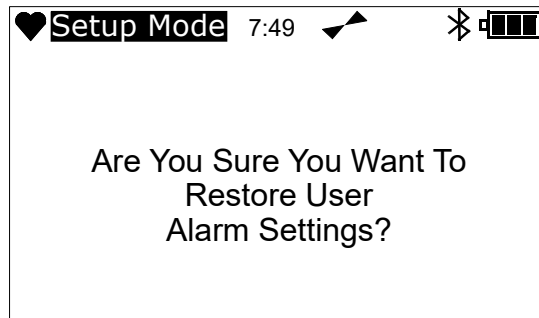 Setup Mode 7:49
Are You Sure You Want To
Restore User
Alarm Settings?